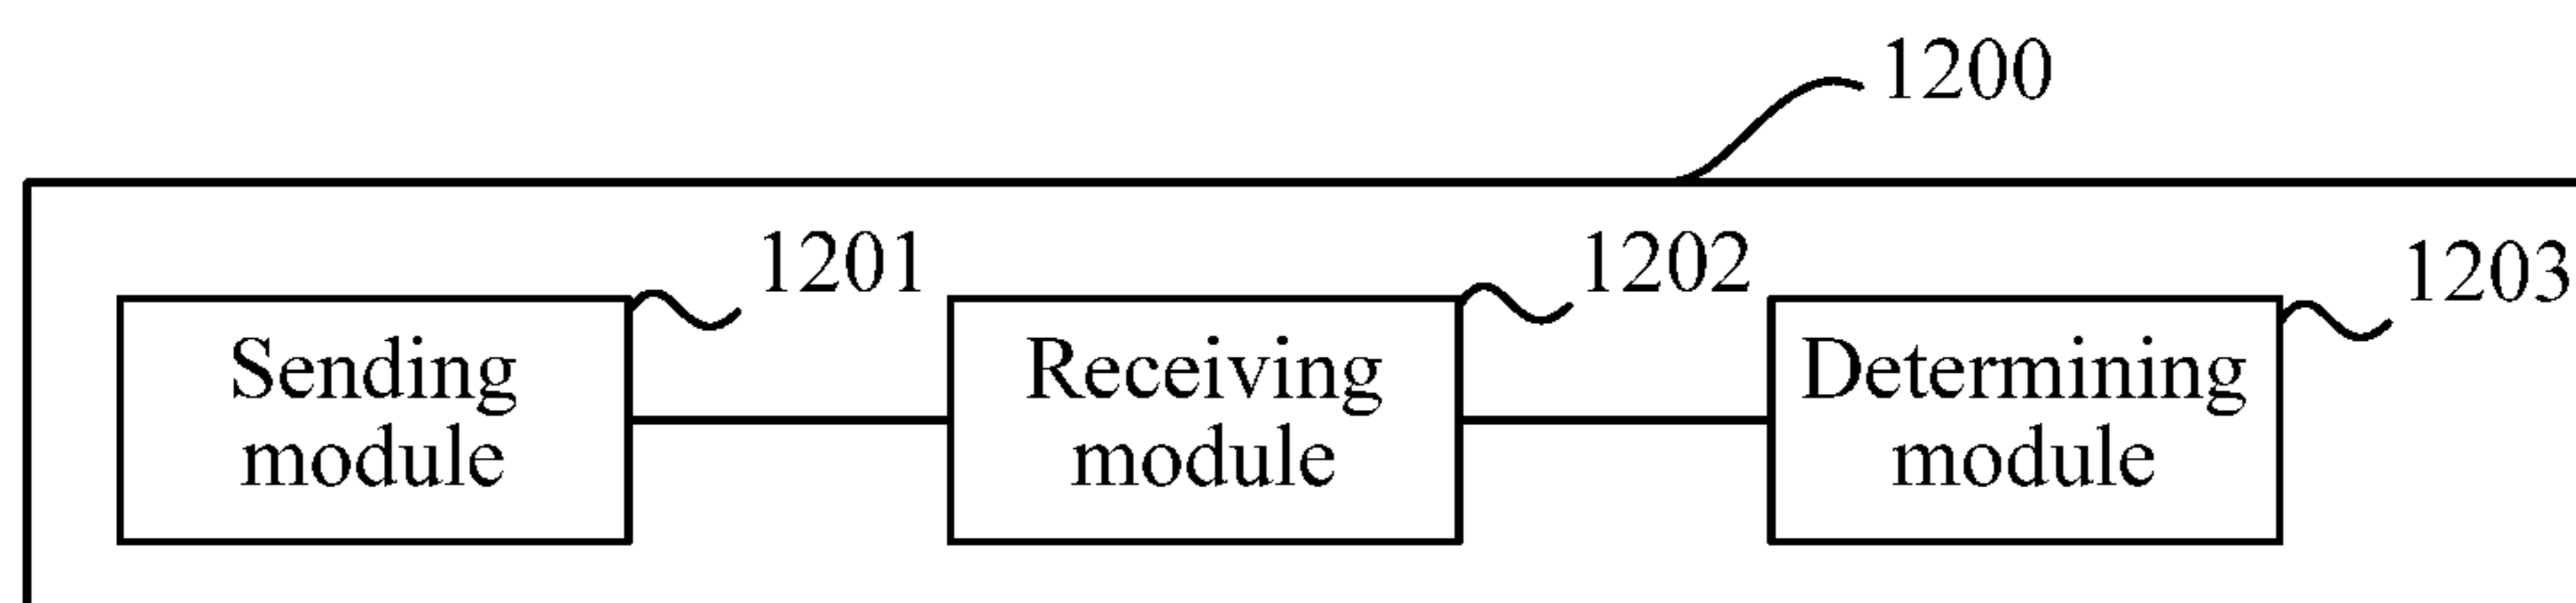 1200
1201
1202
1203
Sending
module
Receiving
module
Determining
module